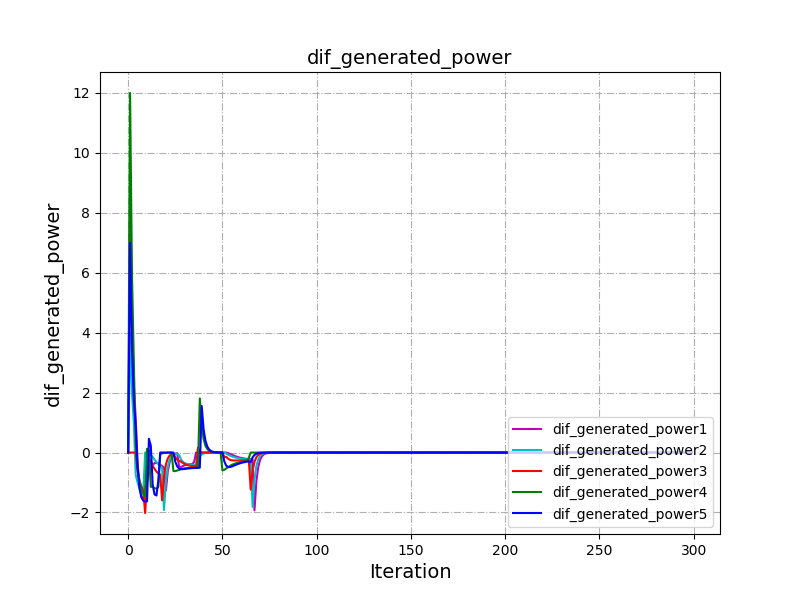 dif_generated_power
dif_generated_power
12
10
8
6
4
2
0
−2
0 50 100 150 200 250 300
Iteration
dif_generated_power1
dif_generated_power2
dif_generated_power3
dif_generated_power4
dif_generated_power5